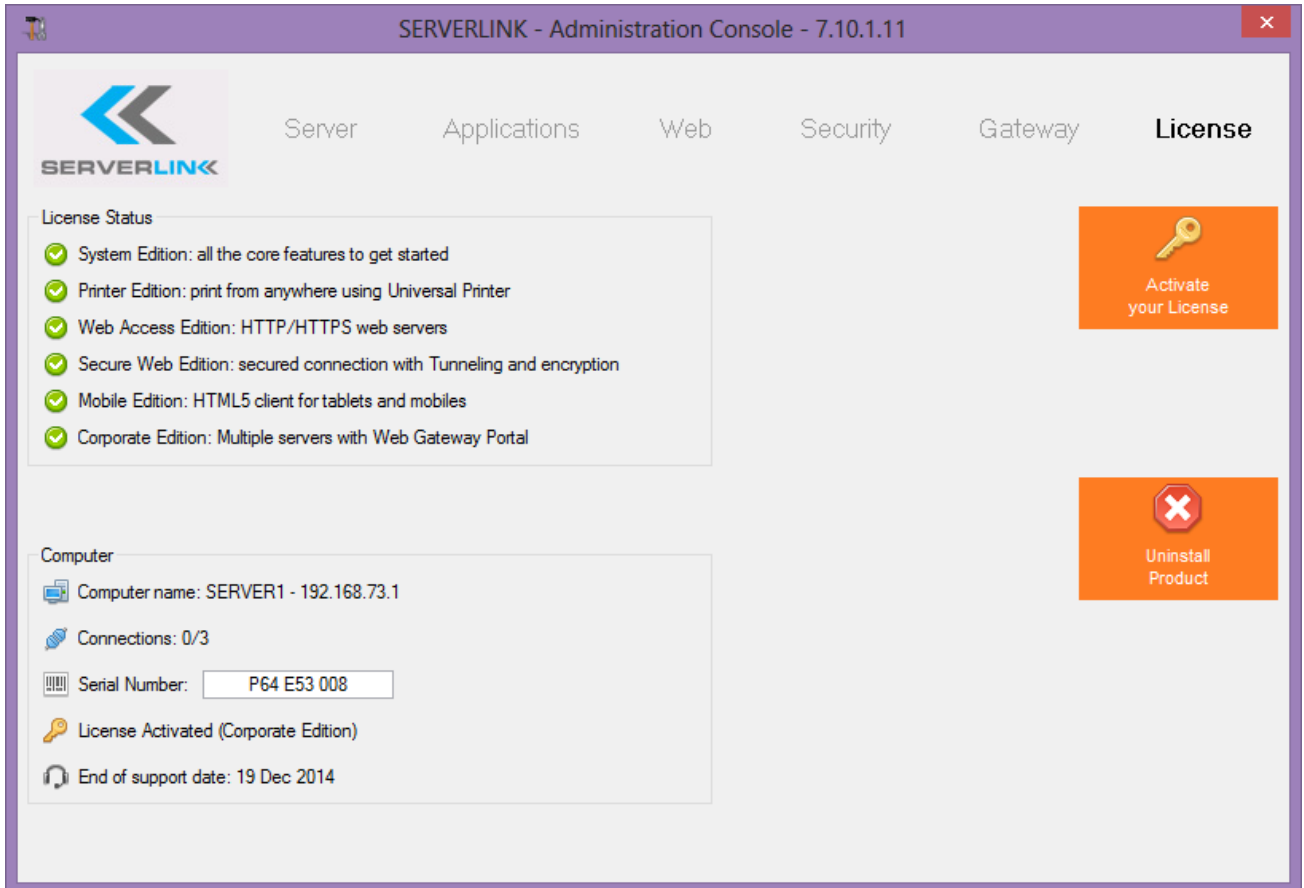 SERVERLINK - Administration Console - 7.10.1.11
SERVERLINK
Server Applications Web Security Gateway License
License Status
System Edition: all the core features to get started
Printer Edition: print from anywhere using Universal Printer
Web Access Edition: HTTP/HTTPS web servers
Secure Web Edition: secured connection with Tunneling and encryption
Mobile Edition: HTML5 client for tablets and mobiles
Corporate Edition: Multiple servers with Web Gateway Portal
Activate
your License
Uninstall
Product
Computer
Computer name: SERVER1 - 192.168.73.1
Connections: 0/3
Serial Number: P64 E53 008
License Activated (Corporate Edition)
End of support date: 19 Dec 2014